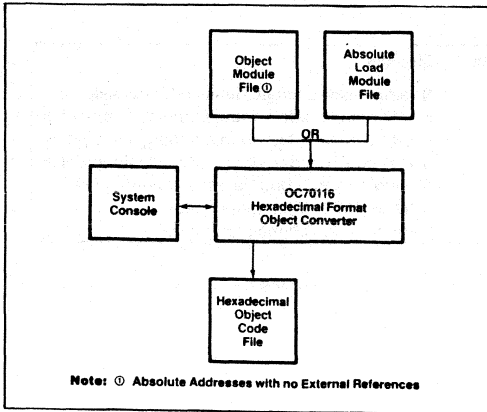 Object
Module
File ①
Absolute
Load
Module
File
OR
System
Console
OC70116
Hexadecimal Format
Object Converter
Hexadecimal
Object
Code
File
Note: ① Absolute Addresses with no External References